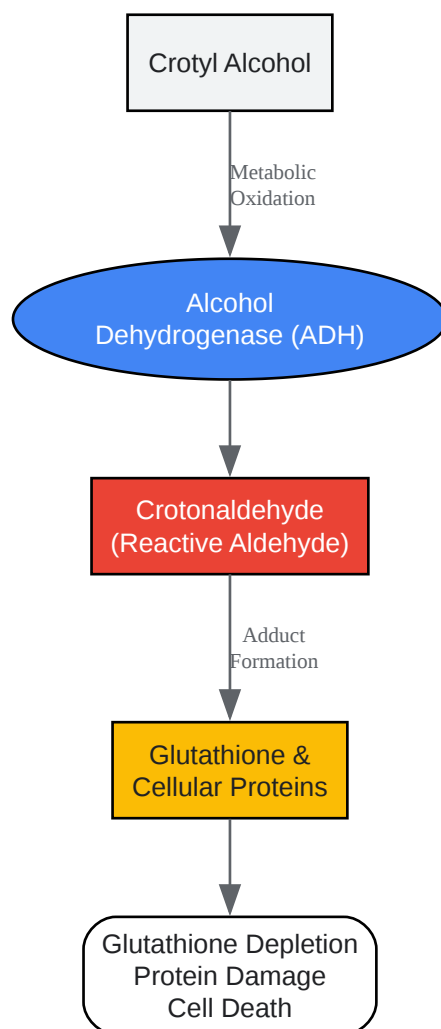 Crotyl Alcohol
Metabolic
Oxidation
Alcohol
Dehydrogenase (ADH)
Crotonaldehyde
(Reactive Aldehyde)
Adduct
Formation
Glutathione &
Cellular Proteins
Glutathione Depletion
Protein Damage
Cell Death